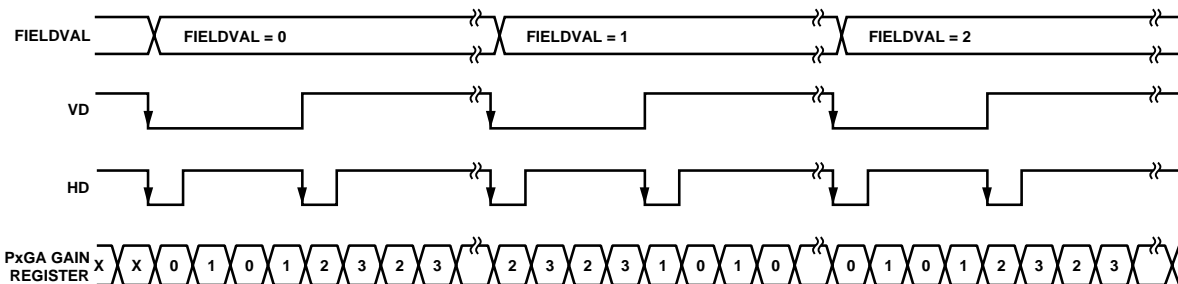 FIELDVAL FIELDVAL = 0 FIELDVAL = 1 FIELDVAL = 2
VD
HD
PxGA GAIN
REGISTER X X 0 1 0 1 2 3 2 3 2 3 2 3 1 0 1 0 0 1 0 1 2 3 2 3